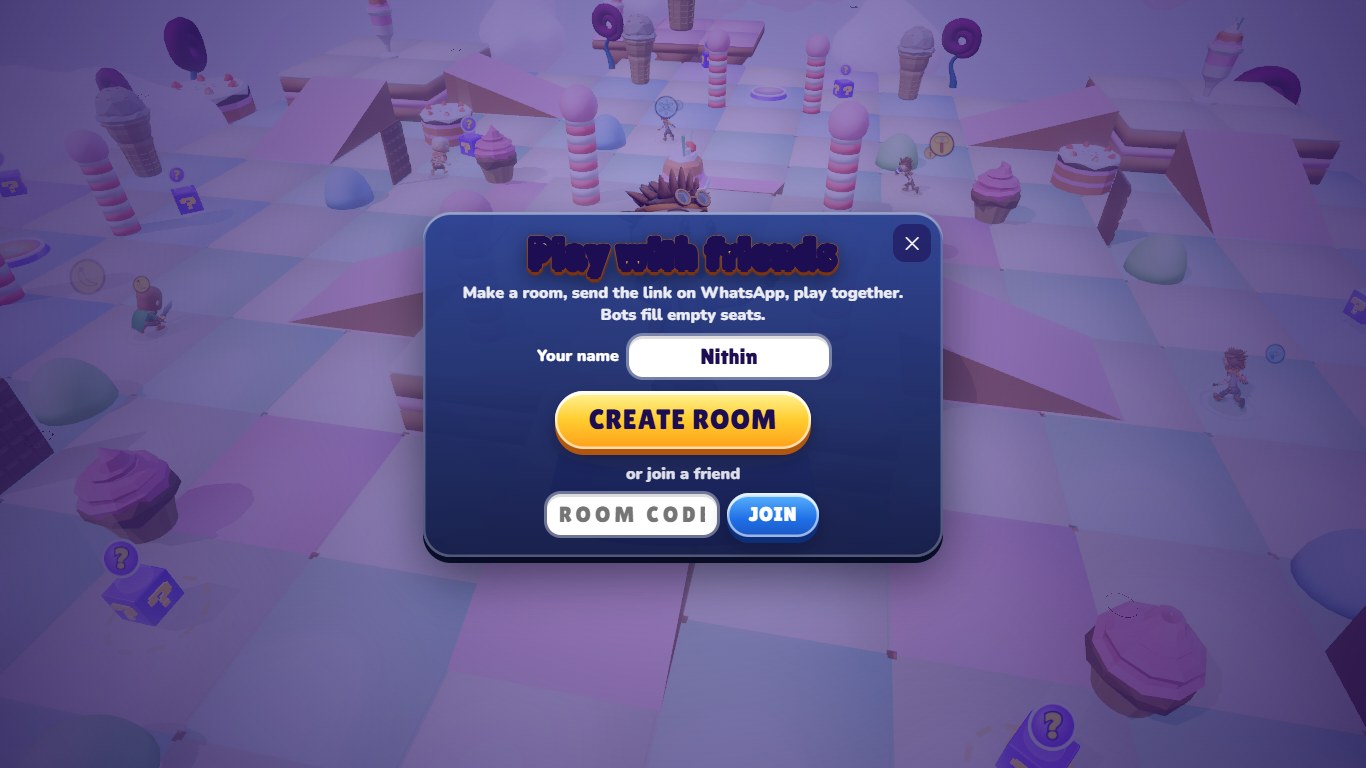 Play with friends
Make a room, send the link on WhatsApp, play together.
Bots fill empty seats.
Your name
Nithin
CREATE ROOM
or join a friend
ROOM CODI
JOIN
?
?
?
?